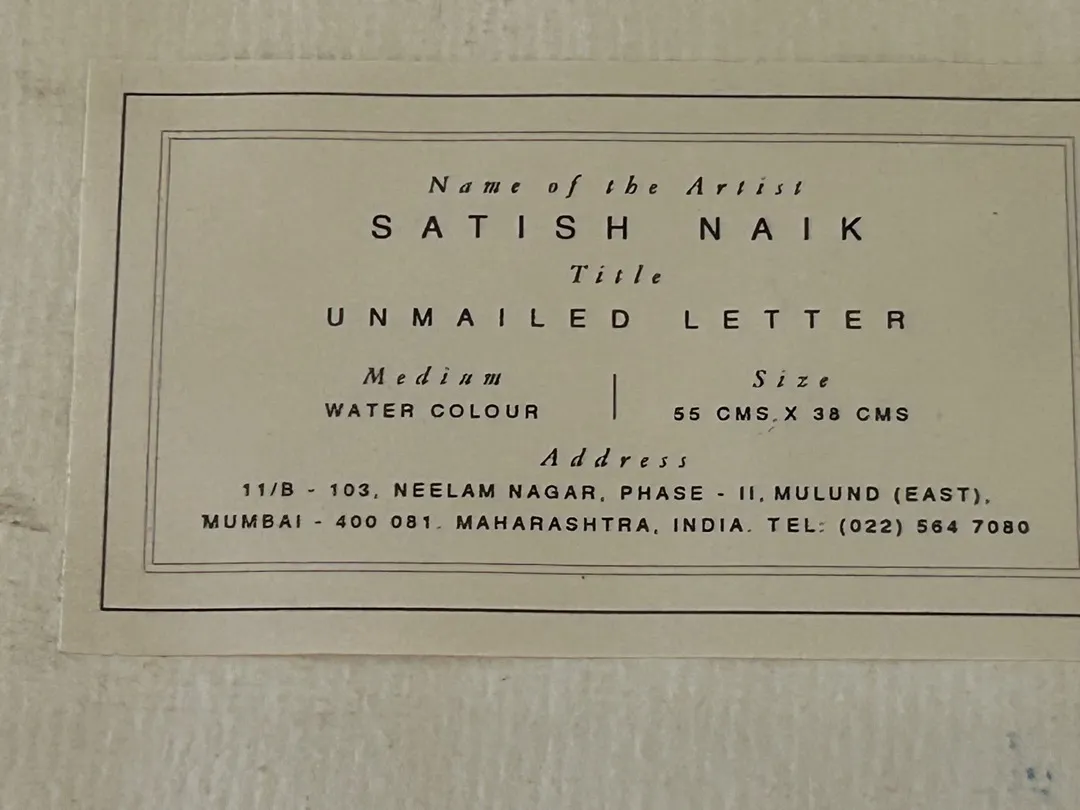 Name of the Artist
SATISH NAIK
Title
UNMAILED LETTER
Medium | Size
WATER COLOUR 55 CMS. X 38 CMS
Address
11/B - 103, NEELAM NAGAR, PHASE - II, MULUND (EAST),
MUMBAI - 400 081. MAHARASHTRA, INDIA. TEL: (022) 564 7080